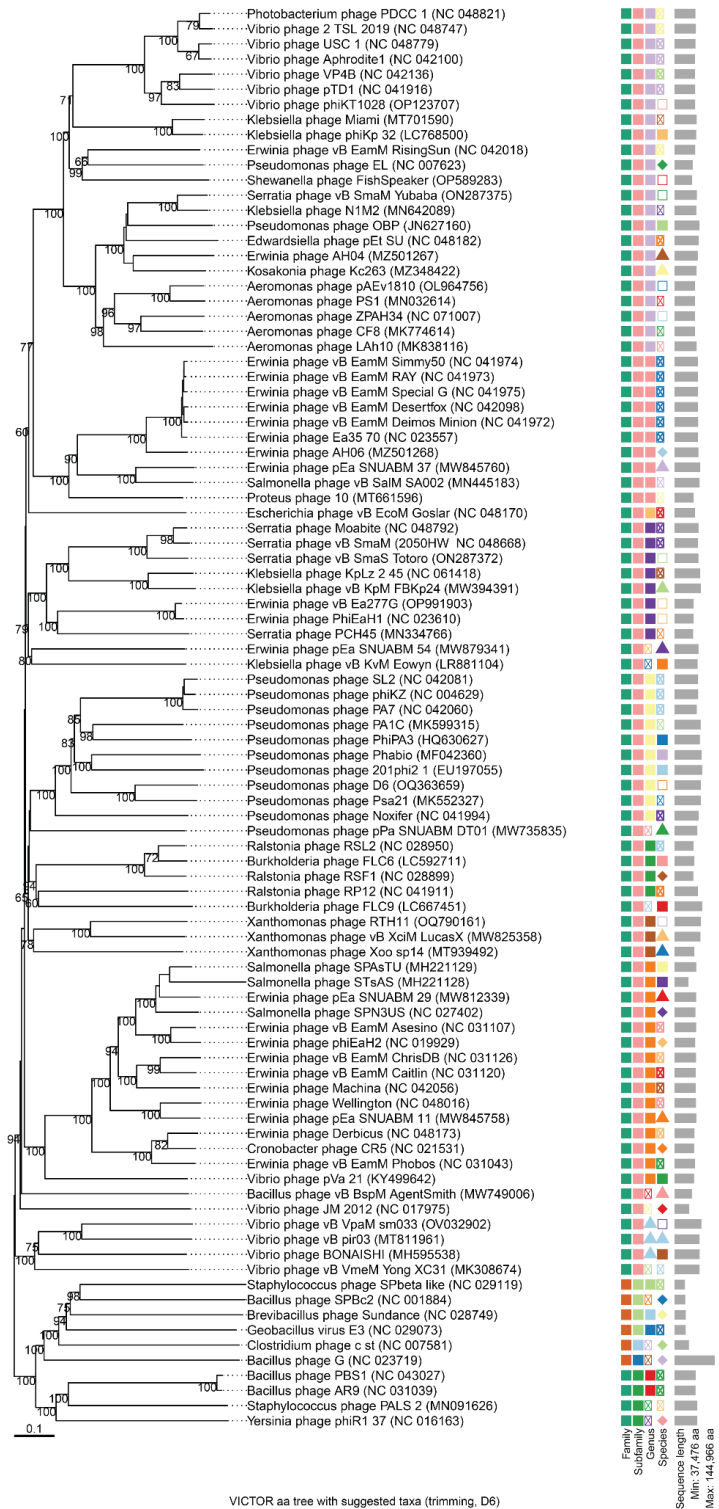 Photobacterium phage PDCC 1 (NC 048821)
Vibrio phage 2 TSL 2019 (NC 048747)
Vibrio phage USC 1 (NC 048779)
Vibrio phage Aphrodite1 (NC 042100)
Vibrio phage VP4B (NC 042136)
Vibrio phage pTD1 (NC 041916)
Vibrio phage phiKT1028 (OP123707)
Klebsiella phage Miami (MT701590)
Klebsiella phage phiKp 32 (LC768500)
Erwinia phage vB EamM RisingSun (NC 042018)
Pseudomonas phage EL (NC 007623)
Shewanella phage FishSpeaker (OP589283)
Serratia phage vB SmaM Yubaba (ON287375)
Klebsiella phage N1M2 (MN642089)
Pseudomonas phage OBP (JN627160)
Edwardsiella phage pEt SU (NC 048182)
Erwinia phage AH04 (MZ501267)
Kosakonia phage Kc263 (MZ348422)
Aeromonas phage pAEv1810 (OL964756)
Aeromonas phage PS1 (MN032614)
Aeromonas phage ZPAH34 (NC 071007)
Aeromonas phage CF8 (MK774614)
Aeromonas phage LAh10 (MK838116)
Erwinia phage vB EamM Simmy50 (NC 041974)
Erwinia phage vB EamM RAY (NC 041973)
Erwinia phage vB EamM Special G (NC 041975)
Erwinia phage vB EamM Desertfox (NC 042098)
Erwinia phage vB EamM Deimos Minion (NC 041972)
Erwinia phage Ea35 70 (NC 023557)
Erwinia phage AH06 (MZ501268)
Erwinia phage pEa SNUABM 37 (MW845760)
Salmonella phage vB SalM SA002 (MN445183)
Proteus phage 10 (MT661596)
Escherichia phage vB EcoM Goslar (NC 048170)
Serratia phage Moabite (NC 048792)
Serratia phage vB SmaM (2050HW NC 048668)
Serratia phage vB SmaS Totoro (ON287372)
Klebsiella phage KpLz 2 45 (NC 061418)
Klebsiella phage vB KpM FBKp24 (MW394391)
Erwinia phage vB Ea277G (OP991903)
Erwinia phage PhiEaH1 (NC 023610)
Serratia phage PCH45 (MN334766)
Erwinia phage pEa SNUABM 54 (MW879341)
Klebsiella phage vB KvM Eowyn (LR881104)
Pseudomonas phage SL2 (NC 042081)
Pseudomonas phage phiKZ (NC 004629)
Pseudomonas phage PA7 (NC 042060)
Pseudomonas phage PA1C (MK599315)
Pseudomonas phage PhiPA3 (HQ630627)
Pseudomonas phage Phabio (MF042360)
Pseudomonas phage 201phi2 1 (EU197055)
Pseudomonas phage D6 (OQ363659)
Pseudomonas phage Psa21 (MK552327)
Pseudomonas phage Noxifer (NC 041994)
Pseudomonas phage pPa SNUABM DT01 (MW735835)
Ralstonia phage RSL2 (NC 028950)
Burkholderia phage FLC6 (LC592711)
Ralstonia phage RSF1 (NC 028899)
Ralstonia phage RP12 (NC 041911)
Burkholderia phage FLC9 (LC667451)
Xanthomonas phage RTH11 (OQ790161)
Xanthomonas phage vB XciM LucasX (MW825358)
Xanthomonas phage Xoo sp14 (MT939492)
Salmonella phage SPAsTU (MH221129)
Salmonella phage STsAS (MH221128)
Erwinia phage pEa SNUABM 29 (MW812339)
Salmonella phage SPN3US (NC 027402)
Erwinia phage vB EamM Asesino (NC 031107)
Erwinia phage phiEaH2 (NC 019929)
Erwinia phage vB EamM ChrisDB (NC 031126)
Erwinia phage vB EamM Caitlin (NC 031120)
Erwinia phage Machina (NC 042056)
Erwinia phage Wellington (NC 048016)
Erwinia phage pEa SNUABM 11 (MW845758)
Erwinia phage Derbicus (NC 048173)
Cronobacter phage CR5 (NC 021531)
Erwinia phage vB EamM Phobos (NC 031043)
Vibrio phage pVa 21 (KY499642)
Bacillus phage vB BspM AgentSmith (MW749006)
Vibrio phage JM 2012 (NC 017975)
Vibrio phage vB VpaM sm033 (OV032902)
Vibrio phage vB pir03 (MT811961)
Vibrio phage BONAISHI (MH595538)
Vibrio phage vB VmeM Yong XC31 (MK308674)
Staphylococcus phage SPbeta like (NC 029119)
Bacillus phage SPBc2 (NC 001884)
Brevibacillus phage Sundance (NC 028749)
Geobacillus virus E3 (NC 029073)
Clostridium phage c st (NC 007581)
Bacillus phage G (NC 023719)
Bacillus phage PBS1 (NC 043027)
Bacillus phage AR9 (NC 031039)
Staphylococcus phage PALS 2 (MN091626)
Yersinia phage phiR1 37 (NC 016163)
0.1
Family
Subfamily
Genus
Species
Sequence length
Min: 37,476 aa
Max: 144,966 aa
VICTOR aa tree with suggested taxa (trimming, D6)